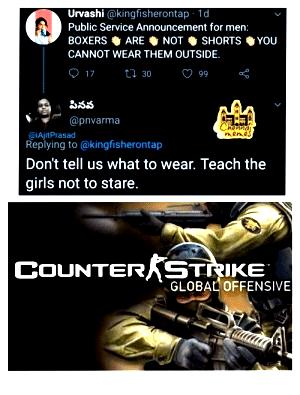 Urvashi @kingfisherontap · 1d
Public Service Announcement for men:
BOXERS 👏 ARE 👏 NOT 👏 SHORTS 👏 YOU
CANNOT WEAR THEM OUTSIDE.
17 30 99
పినవ
@pnvarma
Chennai
memes
@iAjitPrasad
Replying to @kingfisherontap
Don't tell us what to wear. Teach the
girls not to stare.
COUNTER STRIKE
GLOBAL OFFENSIVE